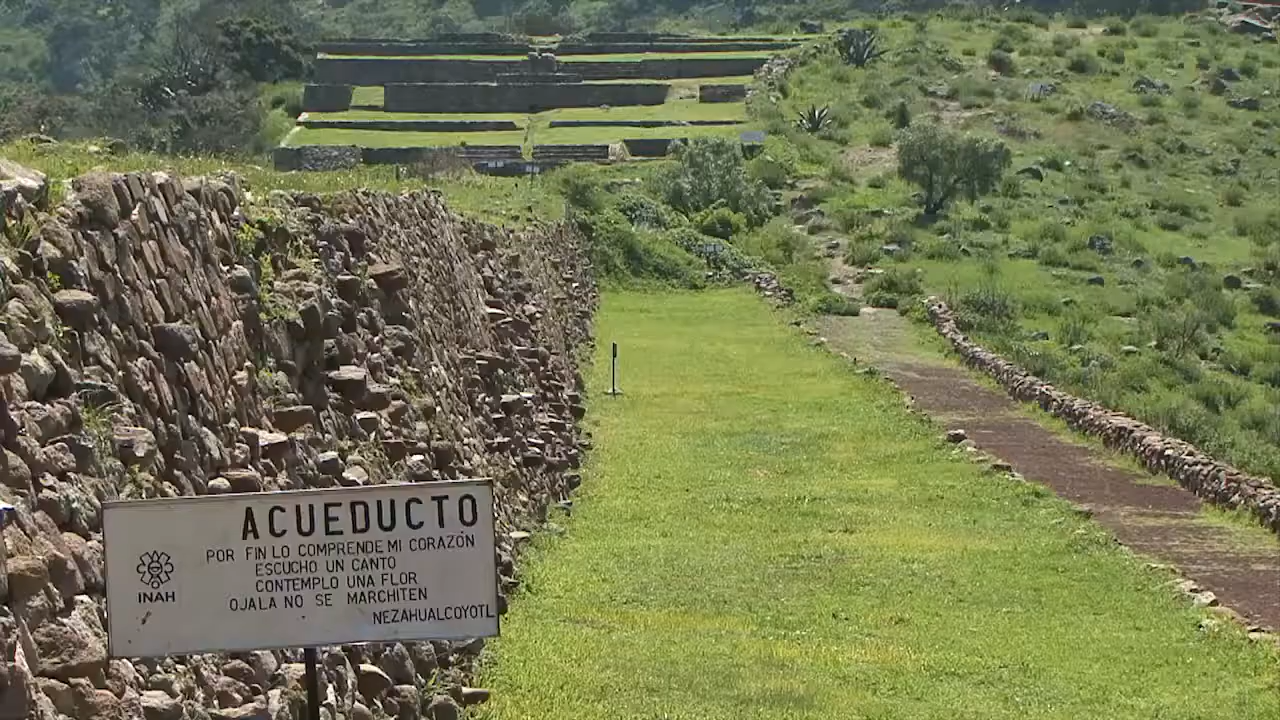 ACUEDUCTO
POR FIN LO COMPRENDE MI CORAZÓN
ESCUCHO UN CANTO
CONTEMPLO UNA FLOR
OJALA NO SE MARCHITEN
NEZAHUALCOYOTL
INAH